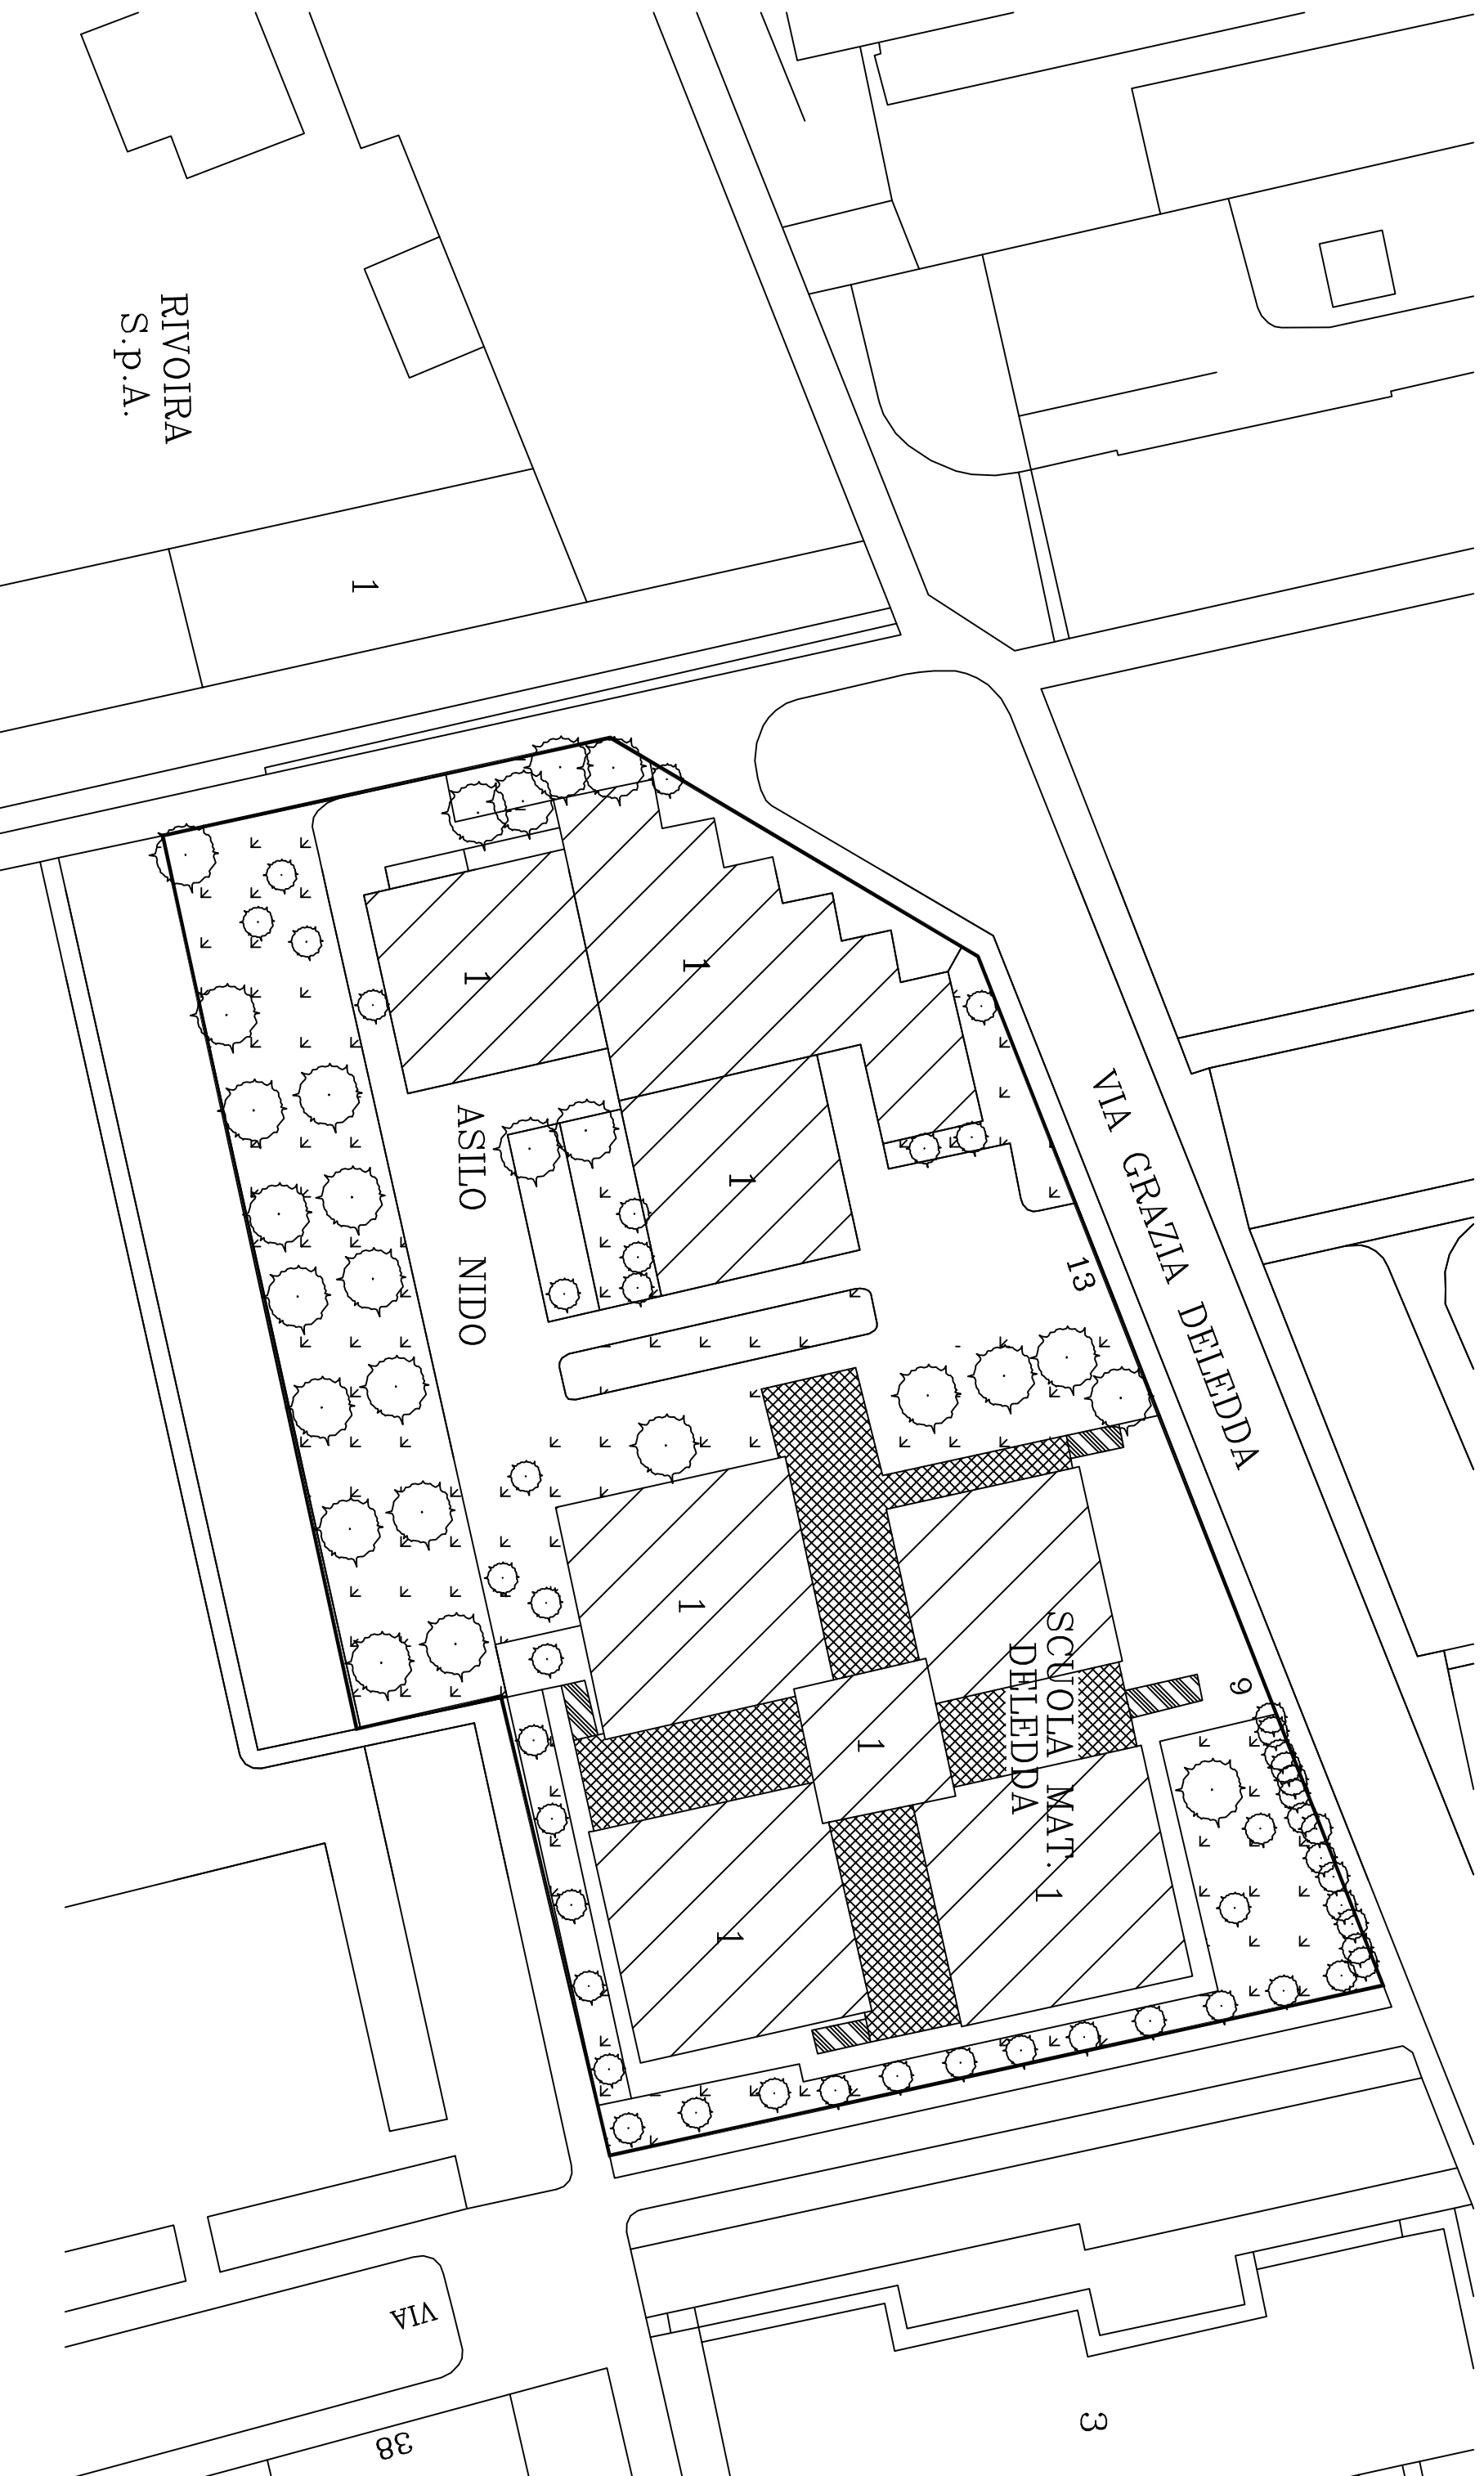 RIVOIRA
S.p.A.
1
1
1
1
ASILO NIDO
VIA GRAZIA DELEDDA
13
9
SCUOLA MAT.
DELEDDA
1
1
1
1
VIA
38
3